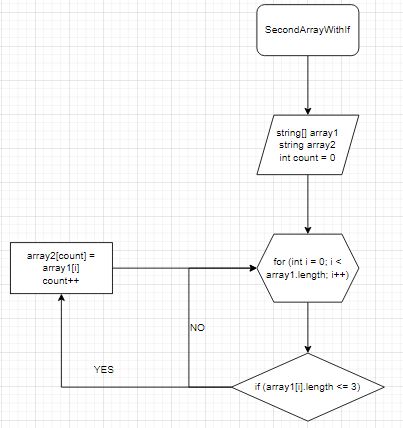 SecondArrayWithIf
string[] array1
string array2
int count = 0
for (int i = 0; i <
array1.length; i++)
array2[count] =
array1[i]
count++
NO
YES
if (array1[i].length <= 3)